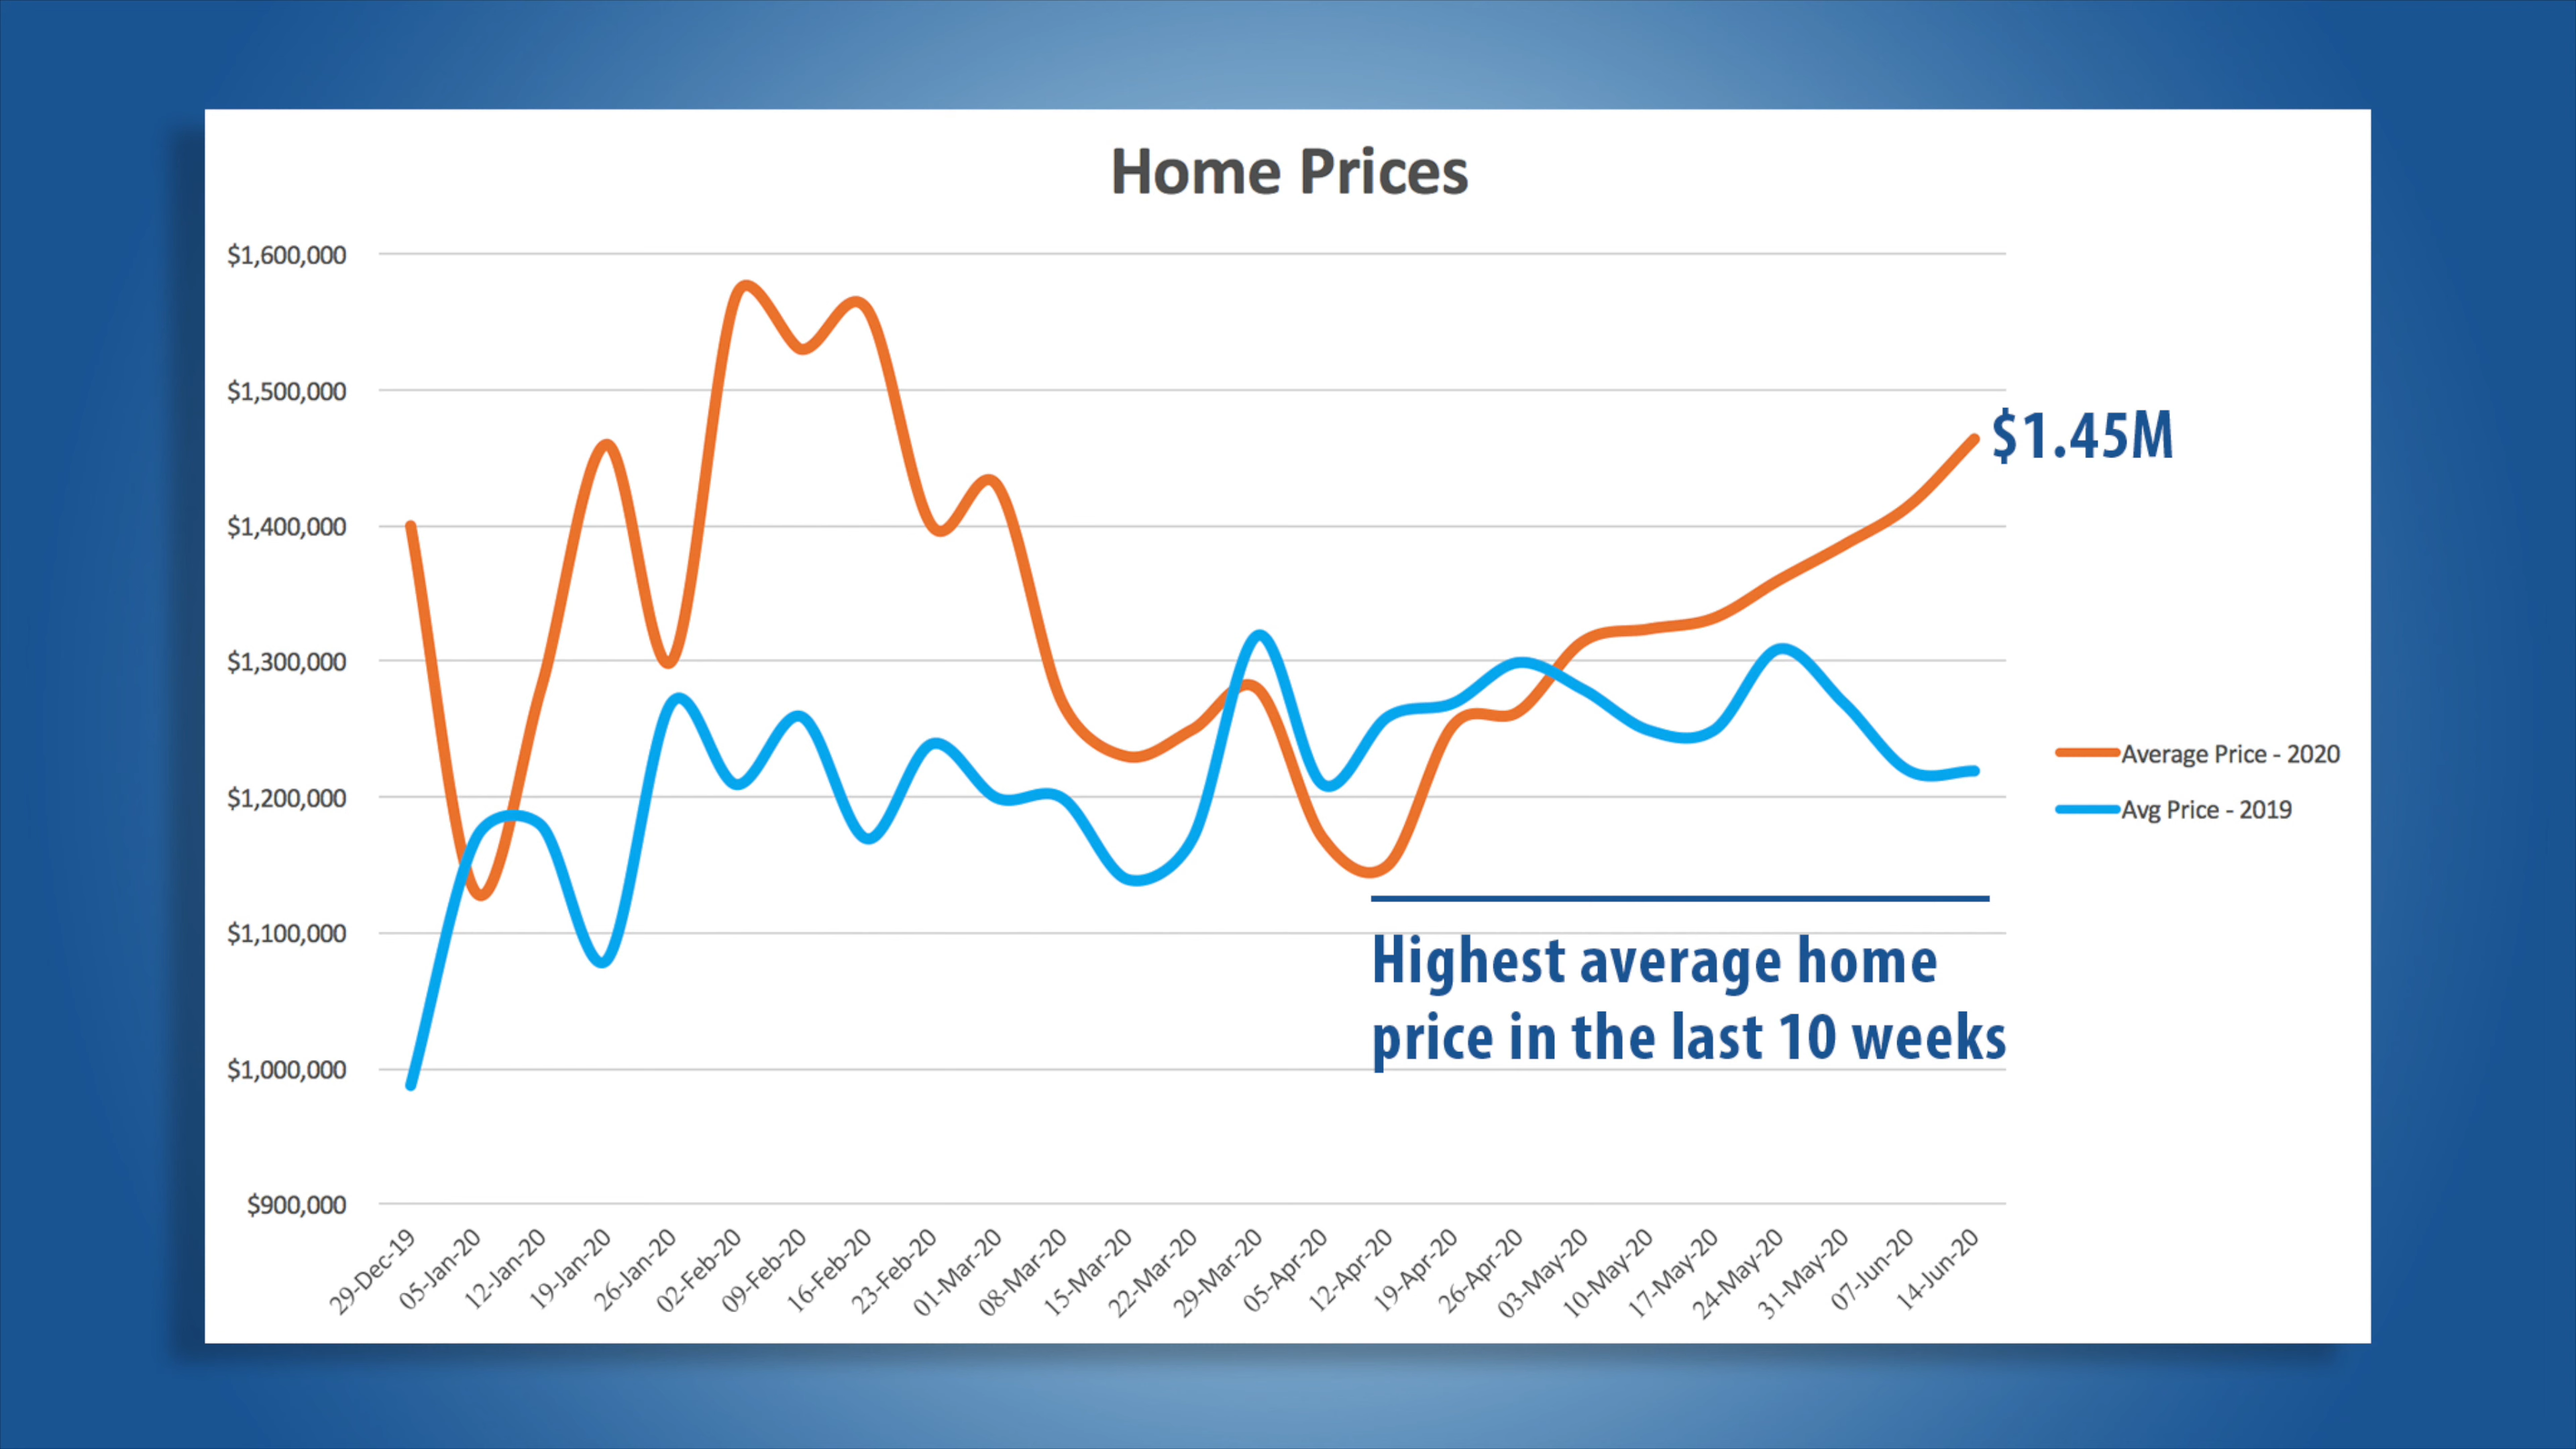 Home Prices
$1,600,000
$1,500,000
$1,400,000
$1,300,000
$1,200,000
$1,100,000
$1,000,000
$900,000
$1.45M
Average Price - 2020
Avg Price - 2019
Highest average home
price in the last 10 weeks
29-Dec-19
05-Jan-20
12-Jan-20
19-Jan-20
26-Jan-20
02-Feb-20
09-Feb-20
16-Feb-20
23-Feb-20
01-Mar-20
08-Mar-20
15-Mar-20
22-Mar-20
29-Mar-20
05-Apr-20
12-Apr-20
19-Apr-20
26-Apr-20
03-May-20
10-May-20
17-May-20
24-May-20
31-May-20
07-Jun-20
14-Jun-20